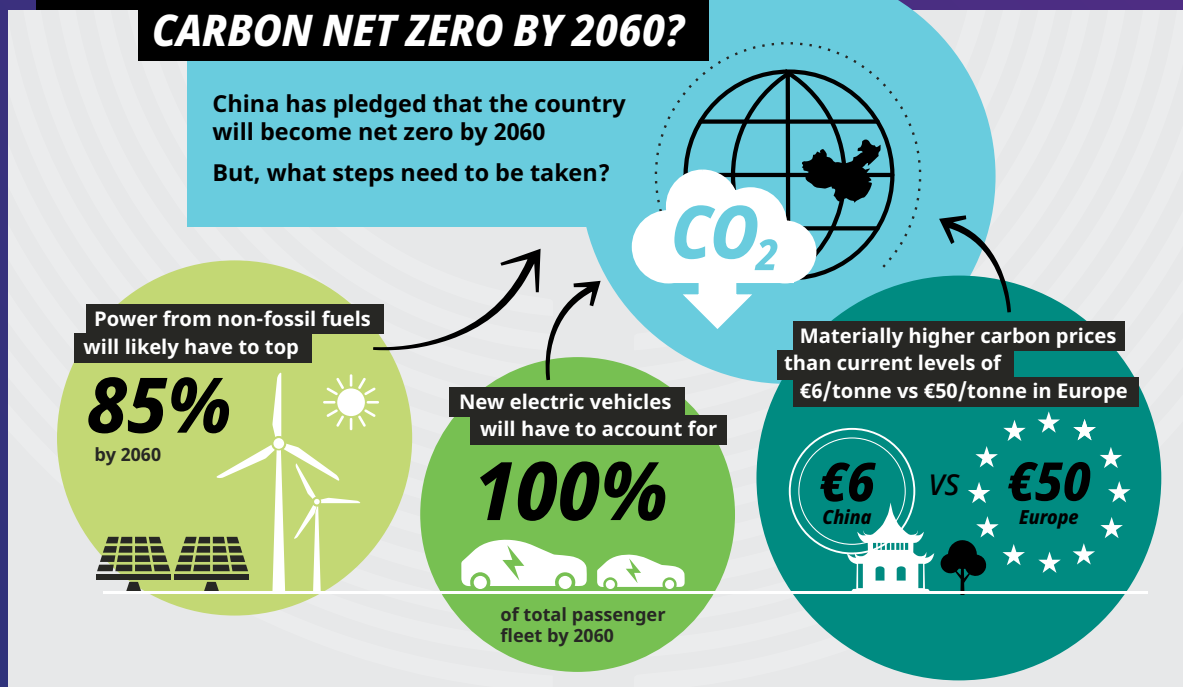 CARBON NET ZERO BY 2060?
China has pledged that the country
will become net zero by 2060
But, what steps need to be taken?
CO₂
Power from non-fossil fuels
will likely have to top
85%
by 2060
New electric vehicles
will have to account for
100%
of total passenger
fleet by 2060
Materially higher carbon prices
than current levels of
€6/tonne vs €50/tonne in Europe
€6
China
VS
€50
Europe